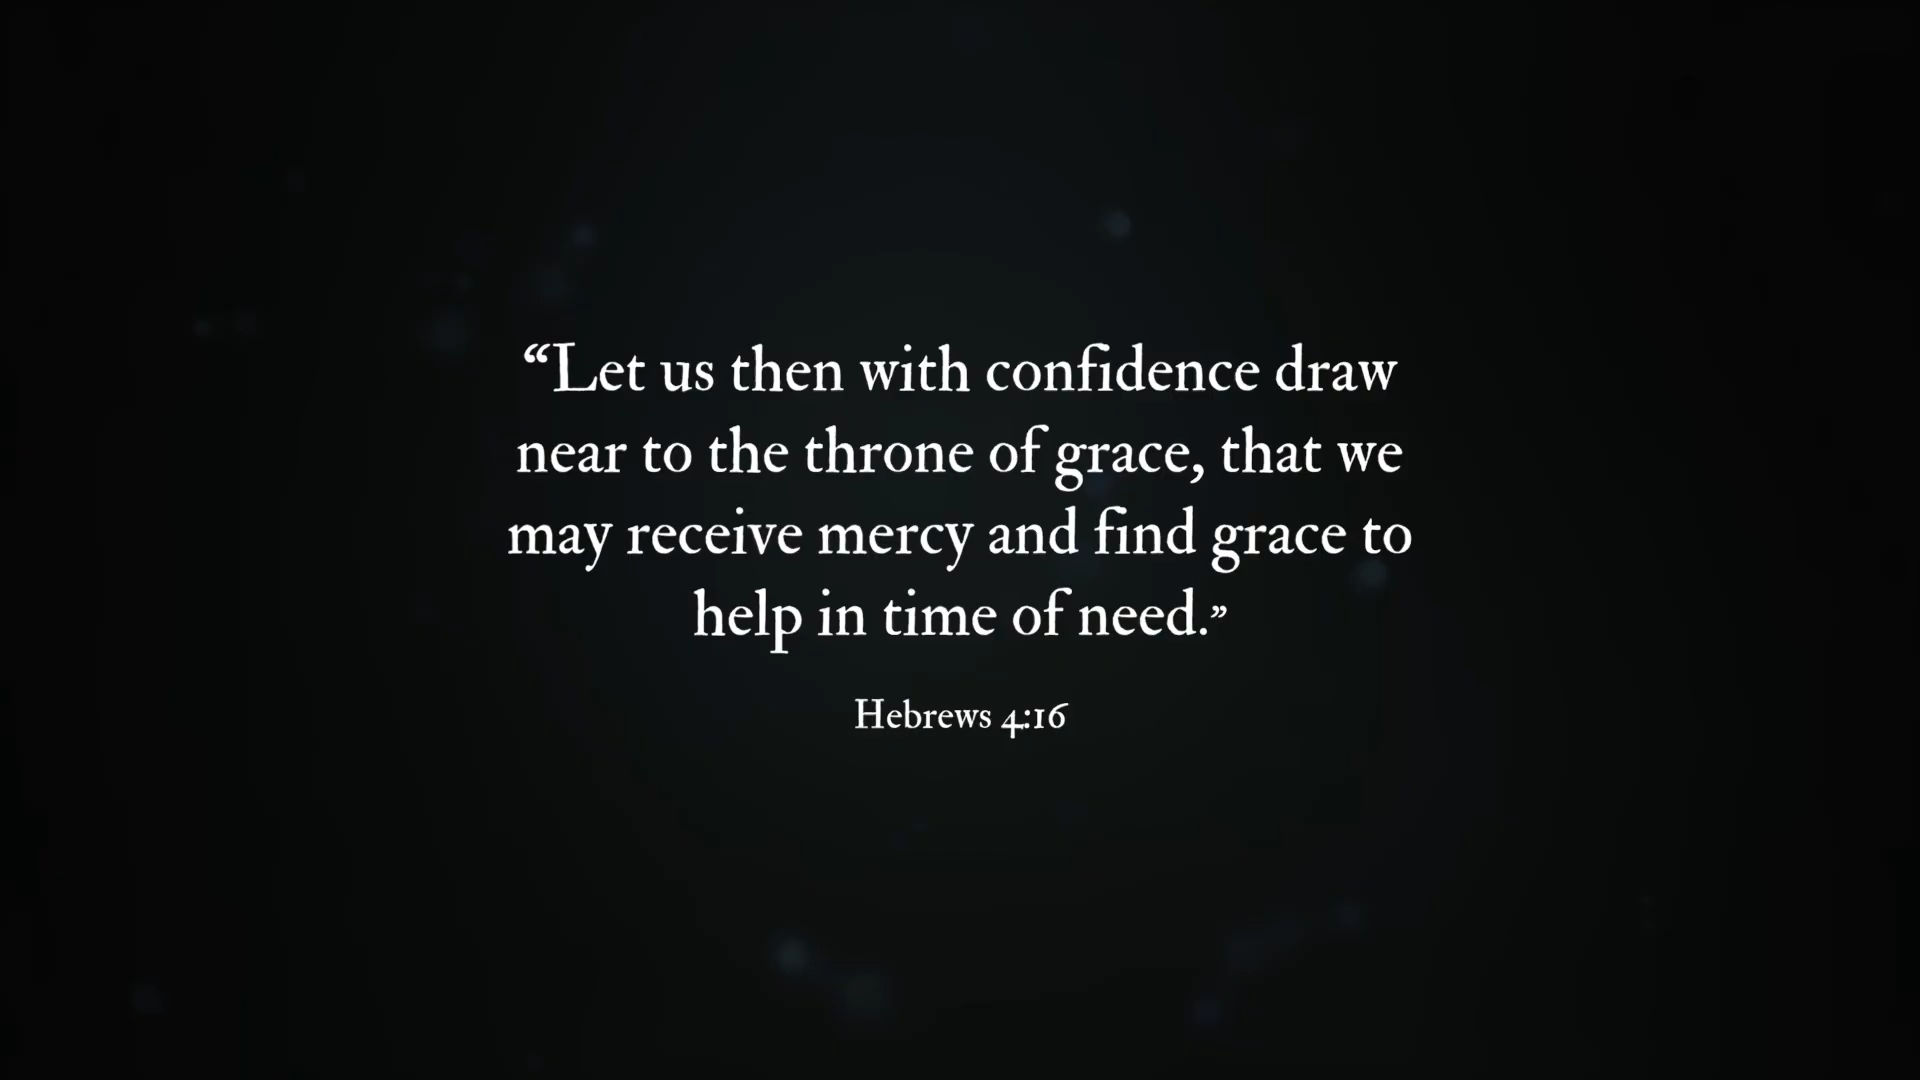 “Let us then with confidence draw
near to the throne of grace, that we
may receive mercy and find grace to
help in time of need.”
Hebrews 4:16